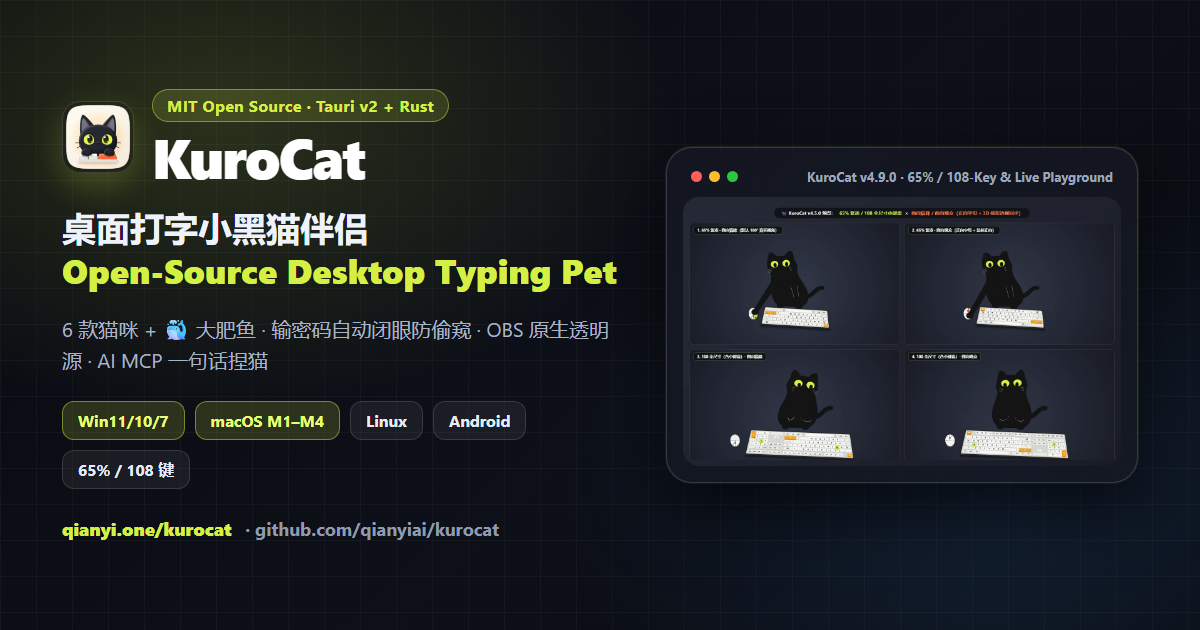 MIT Open Source · Tauri v2 + Rust
KuroCat
桌面打字小黑猫伴侣
Open-Source Desktop Typing Pet
6 款猫咪 + 🐳 大肥鱼 · 输密码自动闭眼防偷窥 · OBS 原生透明
源 · AI MCP 一句话捏猫
Win11/10/7
macOS M1–M4
Linux
Android
65% / 108 键
qianyi.one/kurocat · github.com/qianyiai/kurocat
KuroCat v4.9.0 · 65% / 108-Key & Live Playground